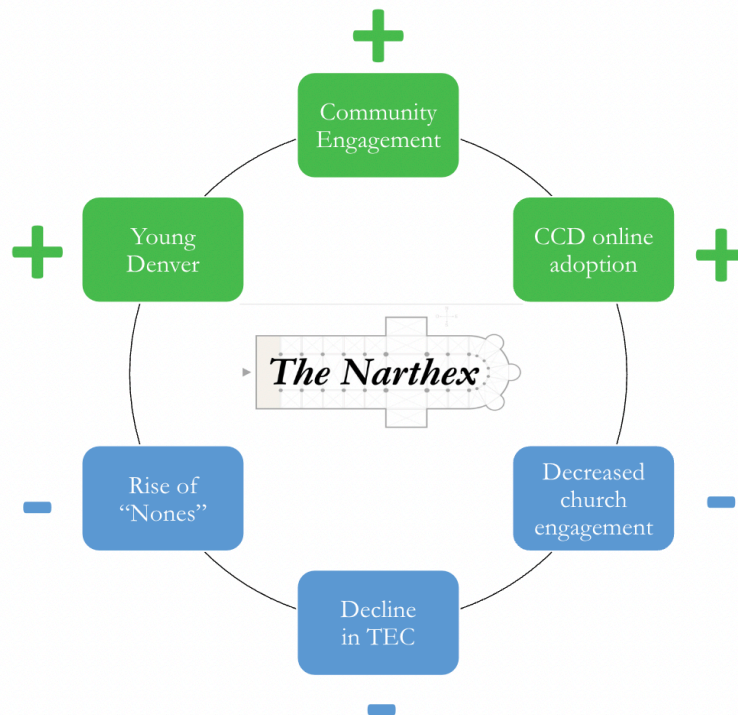 +
Community
Engagement
+
Young
Denver
CCD online
adoption
+
The Narthex
-
Rise of
“Nones”
Decreased
church
engagement
-
Decline
in TEC
-